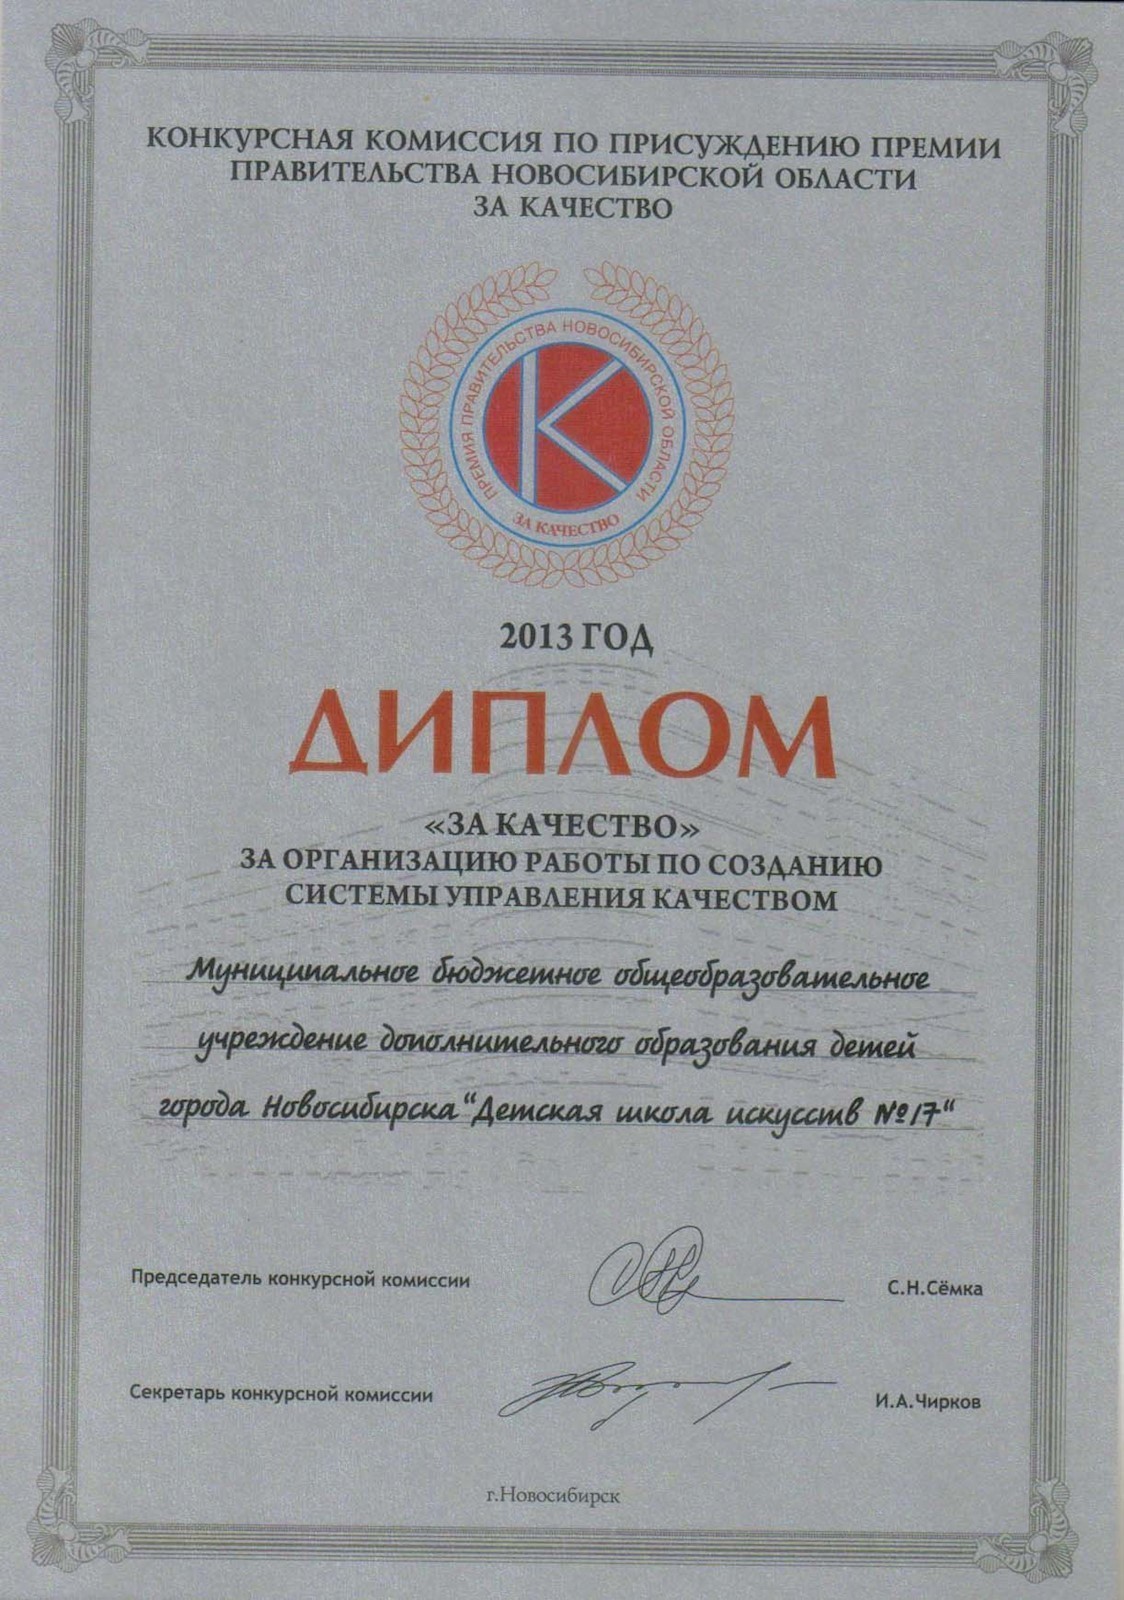 КОНКУРСНАЯ КОМИССИЯ ПО ПРИСУЖДЕНИЮ ПРЕМИИ
ПРАВИТЕЛЬСТВА НОВОСИБИРСКОЙ ОБЛАСТИ
ЗА КАЧЕСТВО
ПРЕМИЯ ПРАВИТЕЛЬСТВА НОВОСИБИРСКОЙ ОБЛАСТИ
К
ЗА КАЧЕСТВО
2013 ГОД
ДИПЛОМ
«ЗА КАЧЕСТВО»
ЗА ОРГАНИЗАЦИЮ РАБОТЫ ПО СОЗДАНИЮ
СИСТЕМЫ УПРАВЛЕНИЯ КАЧЕСТВОМ
Муниципальное бюджетное общеобразовательное
учреждение дополнительного образования детей
города Новосибирска "Детская школа искусств №17"
Председатель конкурсной комиссии С.Н.Сёмка
Секретарь конкурсной комиссии И.А.Чирков
г.Новосибирск